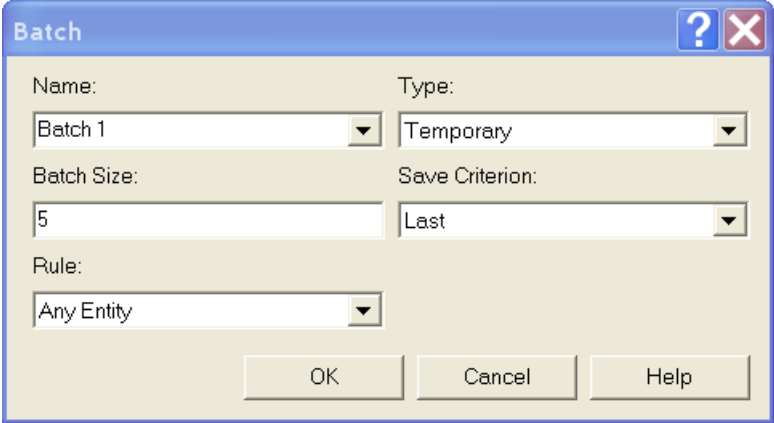 Batch
Name: Type:
Batch 1 Temporary
Batch Size: Save Criterion:
5 Last
Rule:
Any Entity
OK Cancel Help